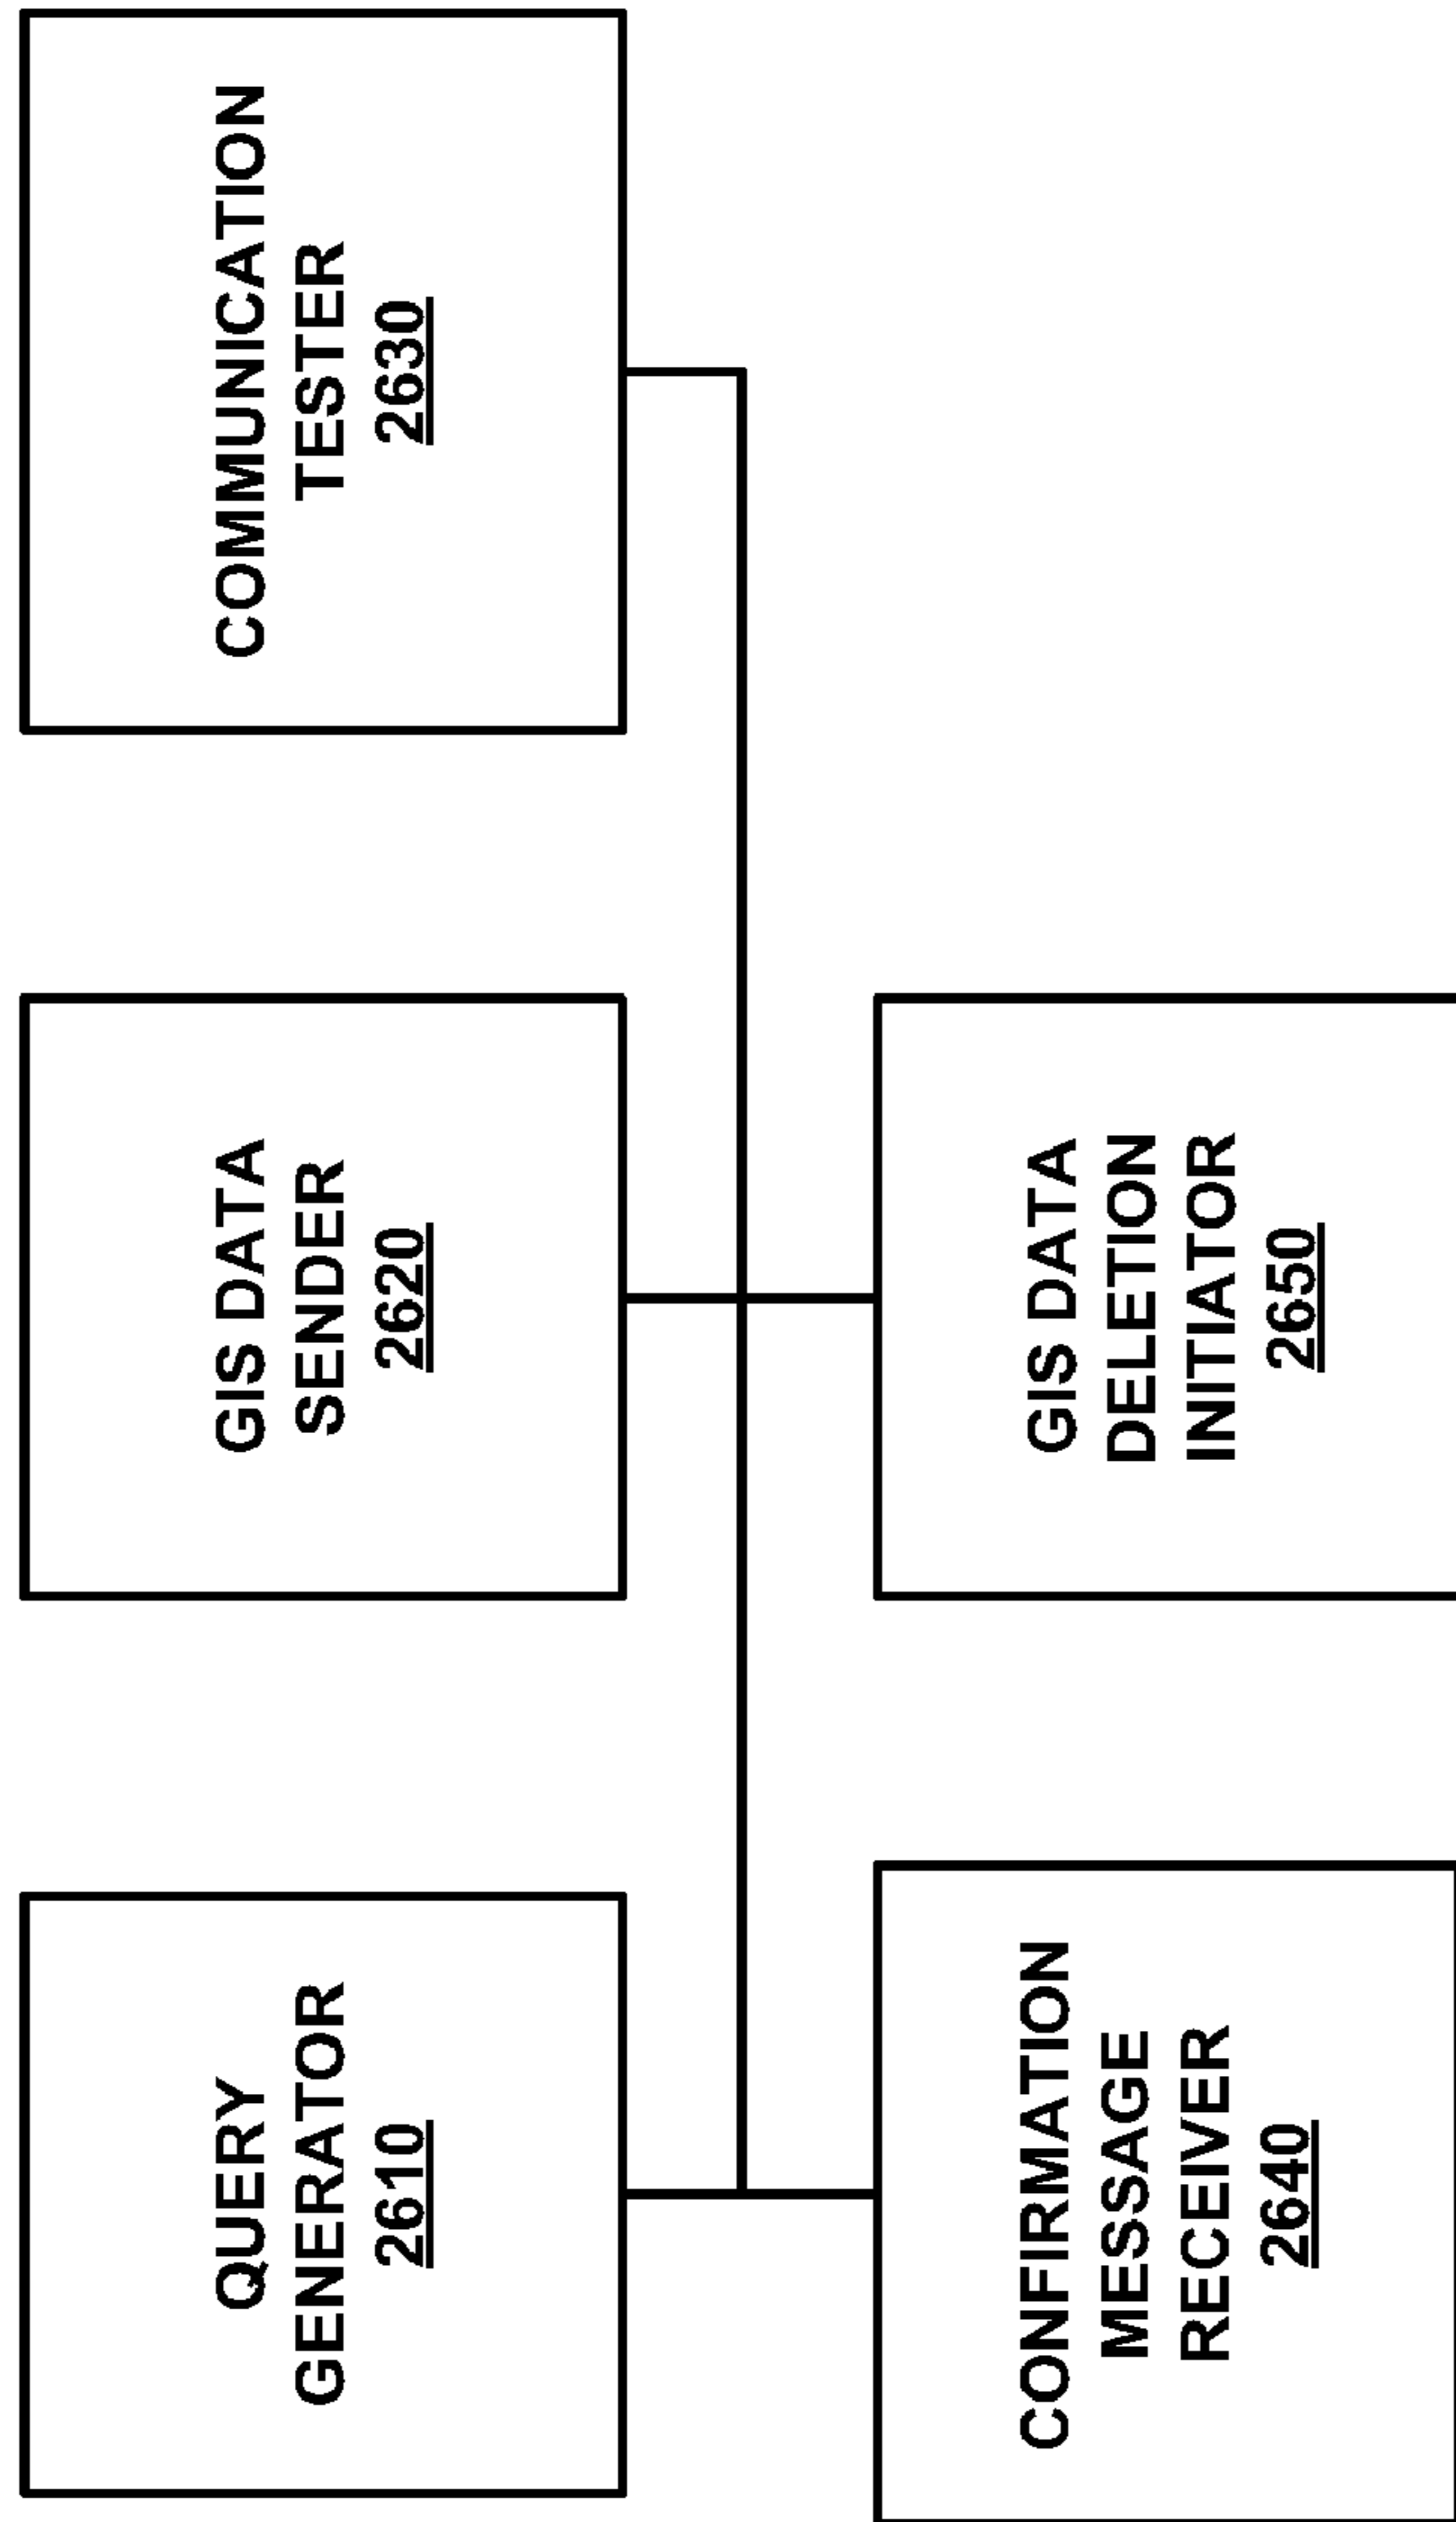 QUERY
GENERATOR
2610
GIS DATA
SENDER
2620
COMMUNICATION
TESTER
2630
CONFIRMATION
MESSAGE
RECEIVER
2640
GIS DATA
DELETION
INITIATOR
2650